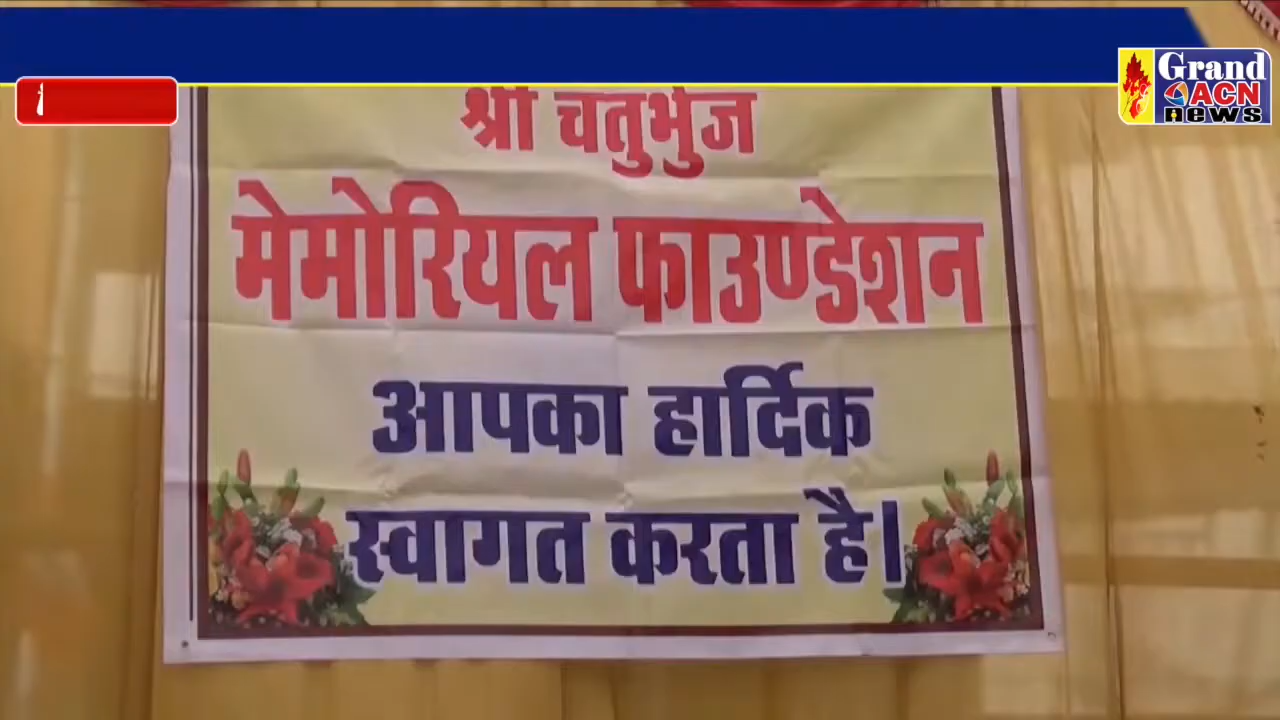 Grand
ACN
news
श्री चतुर्भुज
मेमोरियल फाउण्डेशन
आपका हार्दिक
स्वागत करता है।